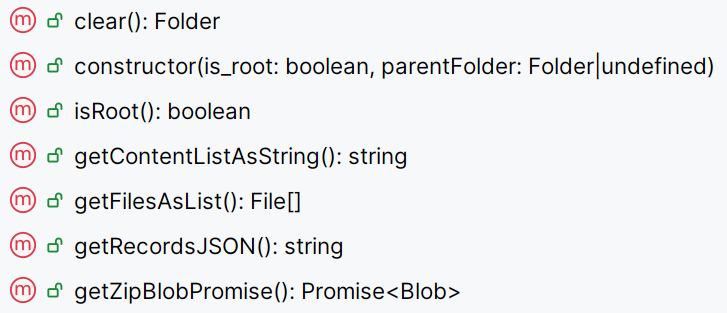 m clear(): Folder
m constructor(is_root: boolean, parentFolder: Folder|undefined)
m isRoot(): boolean
m getContentListAsString(): string
m getFilesAsList(): File[]
m getRecordsJSON(): string
m getZipBlobPromise(): Promise<Blob>